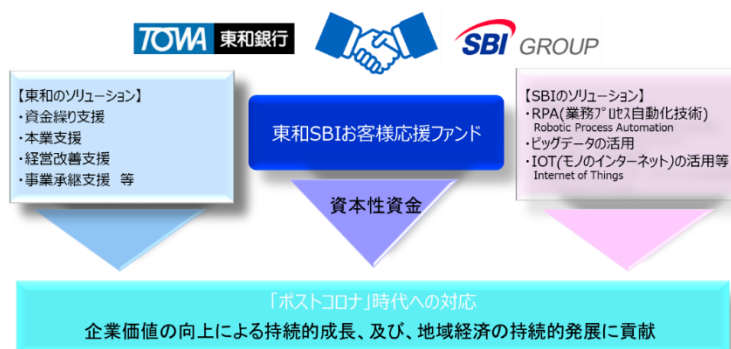 TOWA 東和銀行
SBI GROUP
【東和のソリューション】
・資金繰り支援
・本業支援
・経営改善支援
・事業承継支援 等
東和SBIお客様応援ファンド
資本性資金
【SBIのソリューション】
・RPA(業務プロセス自動化技術)
Robotic Process Automation
・ビッグデータの活用
・IOT(モノのインターネット)の活用等
Internet of Things
「ポストコロナ」時代への対応
企業価値の向上による持続的成長、及び、地域経済の持続的発展に貢献